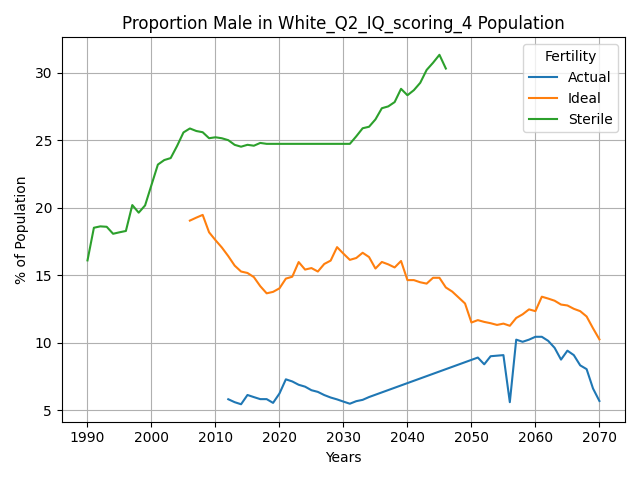 Proportion Male in White_Q2_IQ_scoring_4 Population
% of Population
30
25
20
15
10
5
1990 2000 2010 2020 2030 2040 2050 2060 2070
Years
Fertility
Actual
Ideal
Sterile